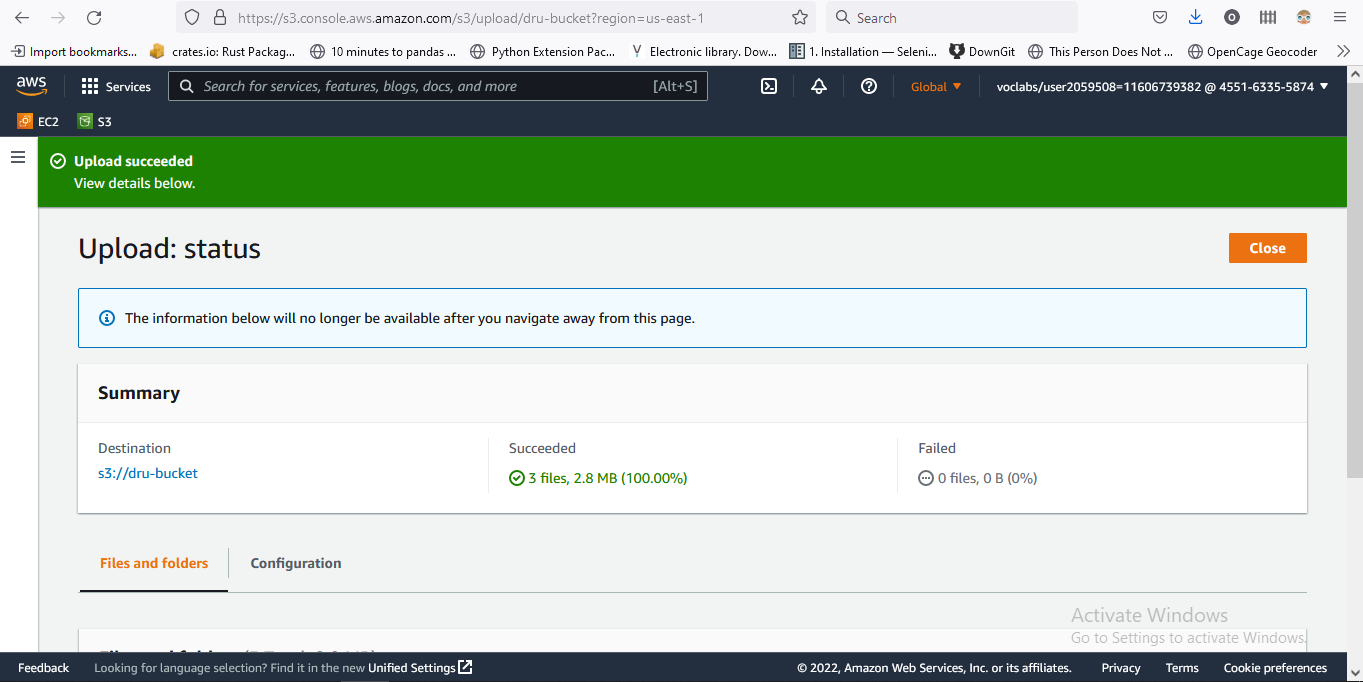 https://s3.console.aws.amazon.com/s3/upload/dru-bucket?region=us-east-1
Search
Import bookmarks...
crates.io: Rust Packag...
10 minutes to pandas ...
Python Extension Pac...
Electronic library. Dow...
1. Installation — Seleni...
DownGit
This Person Does Not ...
OpenCage Geocoder
aws
Services
Search for services, features, blogs, docs, and more
[Alt+S]
Global
voclabs/user2059508=11606739382 @ 4551-6335-5874
EC2
S3
Upload succeeded
View details below.
Upload: status
Close
The information below will no longer be available after you navigate away from this page.
Summary
Destination
s3://dru-bucket
Succeeded
3 files, 2.8 MB (100.00%)
Failed
0 files, 0 B (0%)
Files and folders
Configuration
Activate Windows
Go to Settings to activate Windows.
Feedback
Looking for language selection? Find it in the new Unified Settings
© 2022, Amazon Web Services, Inc. or its affiliates.
Privacy
Terms
Cookie preferences